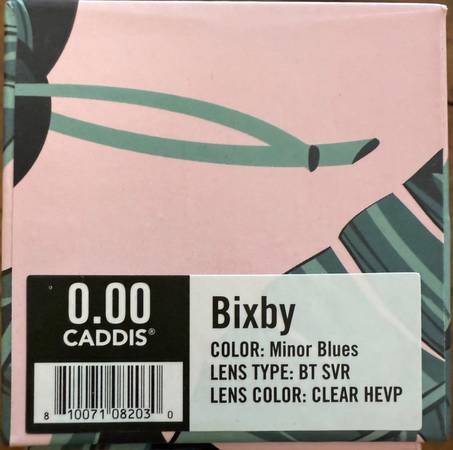 0.00
CADDIS®
8 10071 08203 0
Bixby
COLOR: Minor Blues
LENS TYPE: BT SVR
LENS COLOR: CLEAR HEVP